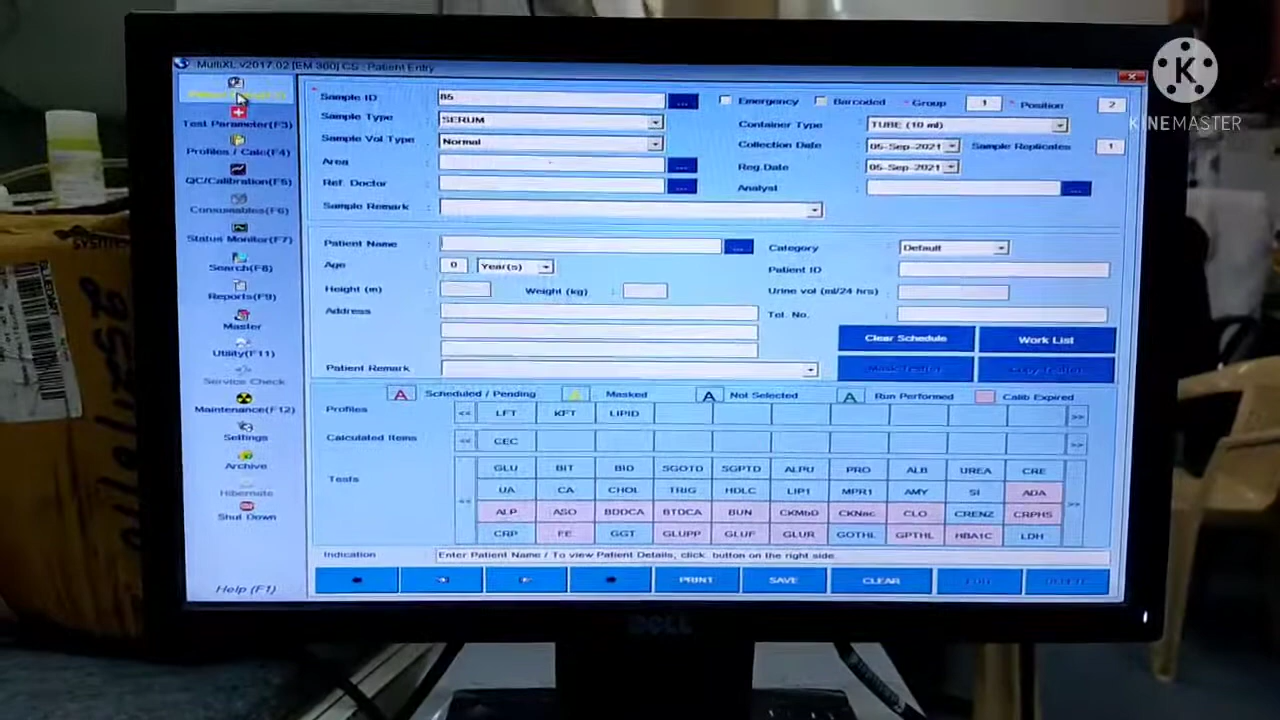 MultiXL v2017.02 [EM 360] CS : Patient Entry
Test Parameter(F3)
Profiles / Calc(F4)
QC/Calibration(F5)
Consumables(F6)
Status Monitor(F7)
Search(F8)
Reports(F9)
Master
Utility(F11)
Service Check
Maintenance(F12)
Settings
Archive
Hibernate
Shut Down
Help (F1)
Sample ID : 85 ... Emergency Barcoded * Group 1 * Position 2
Sample Type : SERUM Container Type : TUBE (10 ml)
Sample Vol Type : Normal Collection Date : 05-Sep-2021 Sample Replicates 1
Area : ... Reg.Date : 05-Sep-2021
Ref. Doctor : ... Analyst : ...
Sample Remark :
Patient Name : ... Category : Default
Age : 0 Year(s) Patient ID :
Height (m) : Weight (kg) : Urine vol (ml/24 hrs) :
Address : Tel. No. :
Clear Schedule Work List
Patient Remark :
A Scheduled / Pending Masked A Not Selected A Run Performed Calib Expired
Profiles << LFT KFT LIPID >>
Calculated Items << CEC >>
Tests << GLU BIT BID SGOTD SGPTD ALPU PRO ALB UREA CRE >>
UA CA CHOL TRIG HDLC LIP1 MPR1 AMY SI ADA
ALP ASO BDDCA BTDCA BUN CKMbD CKNac CLO CRENZ CRPHS
CRP FE GGT GLUPP GLUF GLUR GOTHL GPTHL HBA1C LDH
Indication Enter Patient Name / To view Patient Details, click button on the right side.
PRINT SAVE CLEAR
DELL
K
KINEMASTER